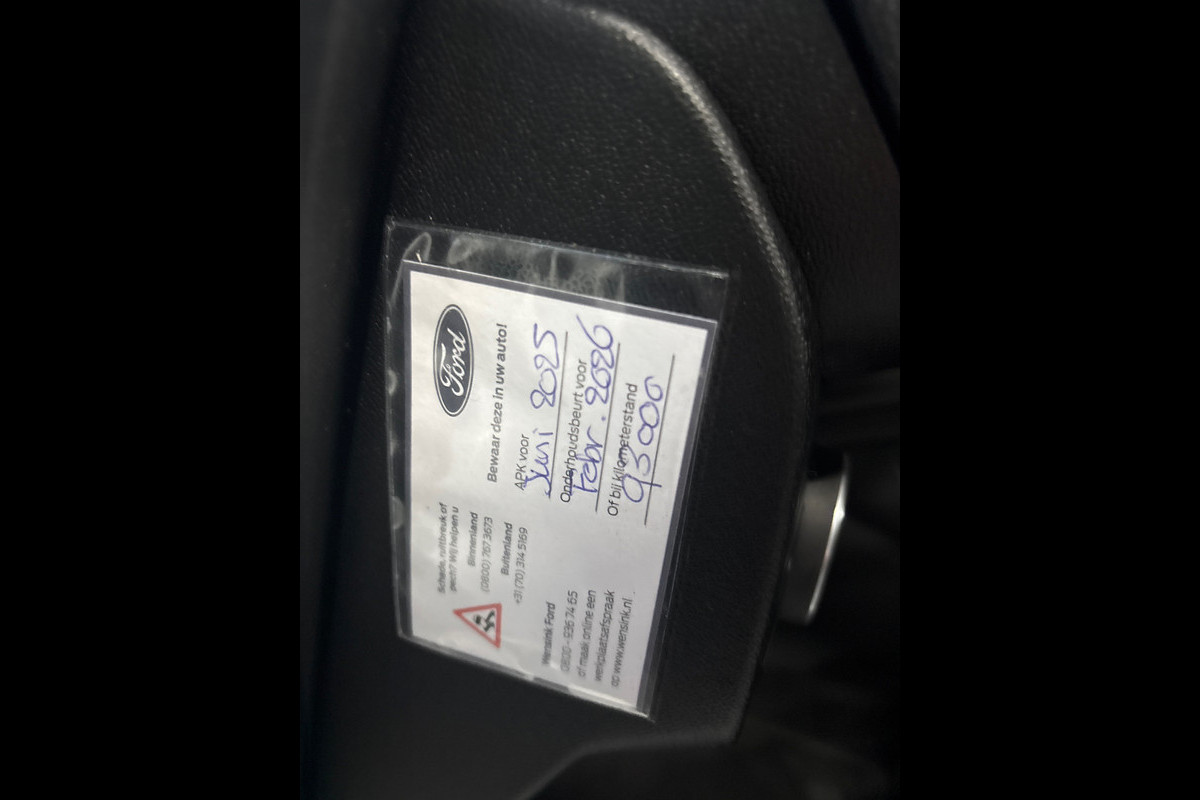 Schade, ruitbreuk of
pech? Wij helpen u
Binnenland
(0800) 767 3673
Buitenland
+31 (70) 314 5169
Wensink Ford
0800 - 936 74 65
of maak online een
werkplaatsafspraak
op www.wensink.nl
Ford
Bewaar deze in uw auto!
APK voor
Juni 2025
Onderhoudsbeurt voor
Febr. 2026
Of bij kilometerstand
93000